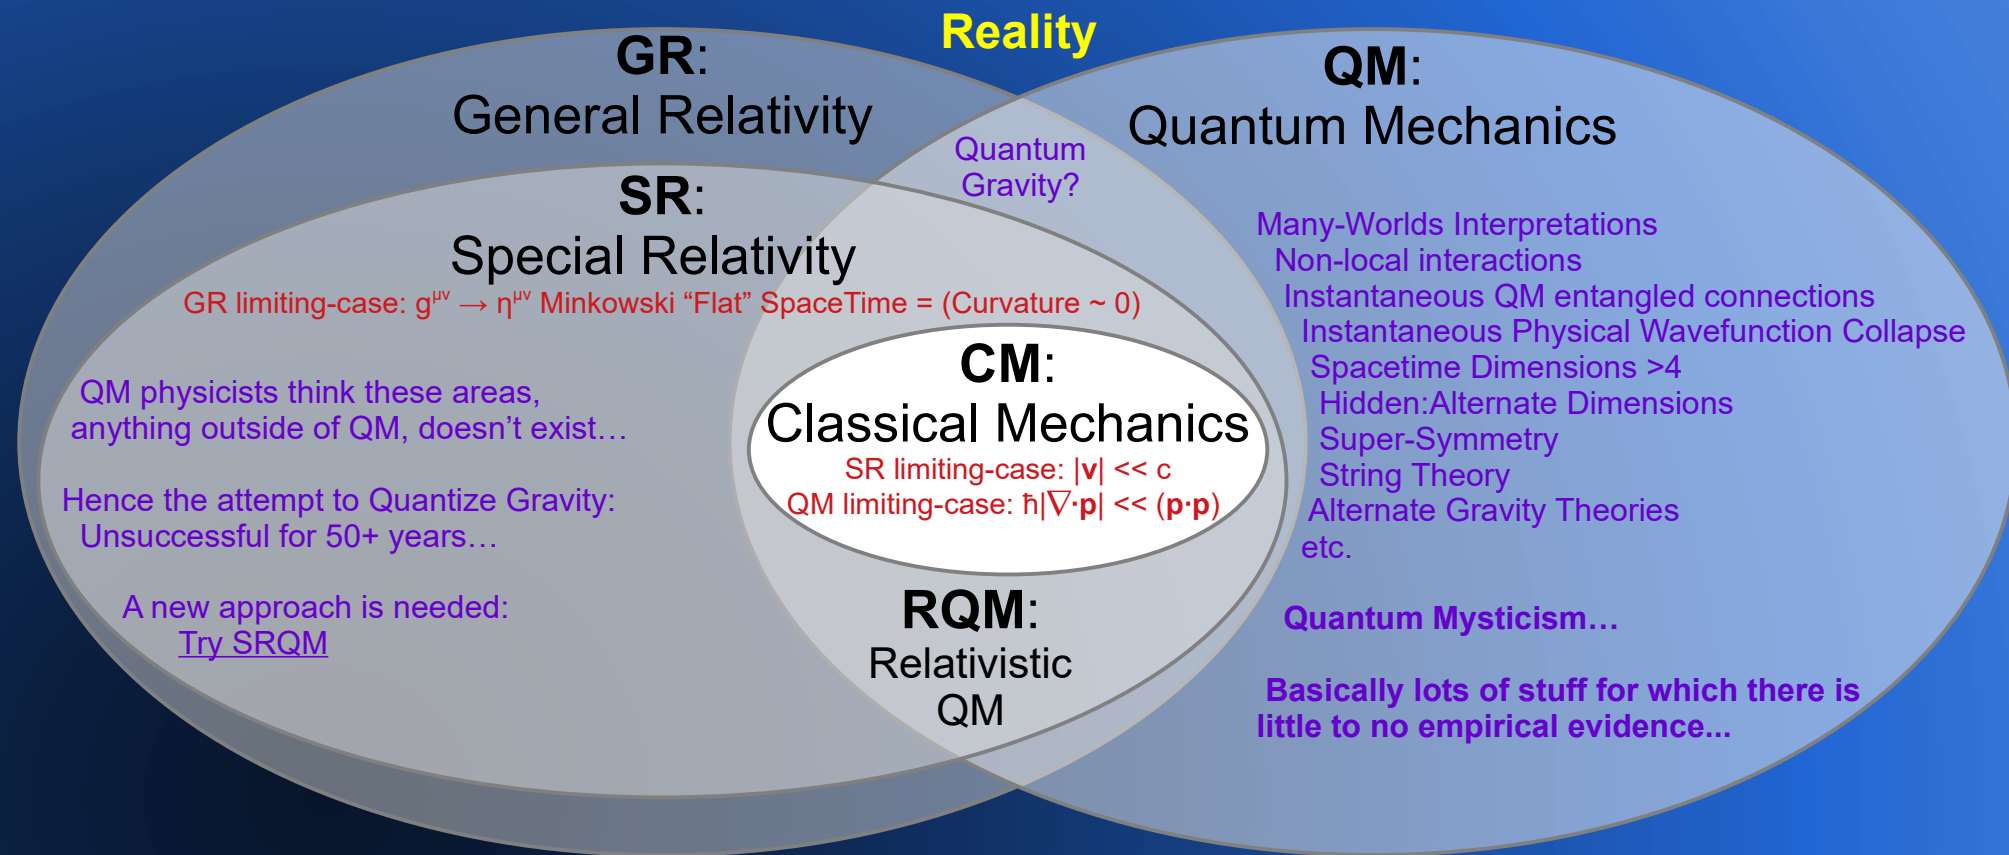 Reality
GR:
General Relativity
SR:
Special Relativity
GR limiting-case: g^μν → η^μν Minkowski “Flat” SpaceTime = (Curvature ~ 0)
QM physicists think these areas,
anything outside of QM, doesn’t exist…
Hence the attempt to Quantize Gravity:
Unsuccessful for 50+ years…
A new approach is needed:
Try SRQM
Quantum
Gravity?
CM:
Classical Mechanics
SR limiting-case: |v| << c
QM limiting-case: ħ|∇·p| << (p·p)
RQM:
Relativistic
QM
QM:
Quantum Mechanics
Many-Worlds Interpretations
Non-local interactions
Instantaneous QM entangled connections
Instantaneous Physical Wavefunction Collapse
Spacetime Dimensions >4
Hidden:Alternate Dimensions
Super-Symmetry
String Theory
Alternate Gravity Theories
etc.
Quantum Mysticism…
Basically lots of stuff for which there is
little to no empirical evidence...